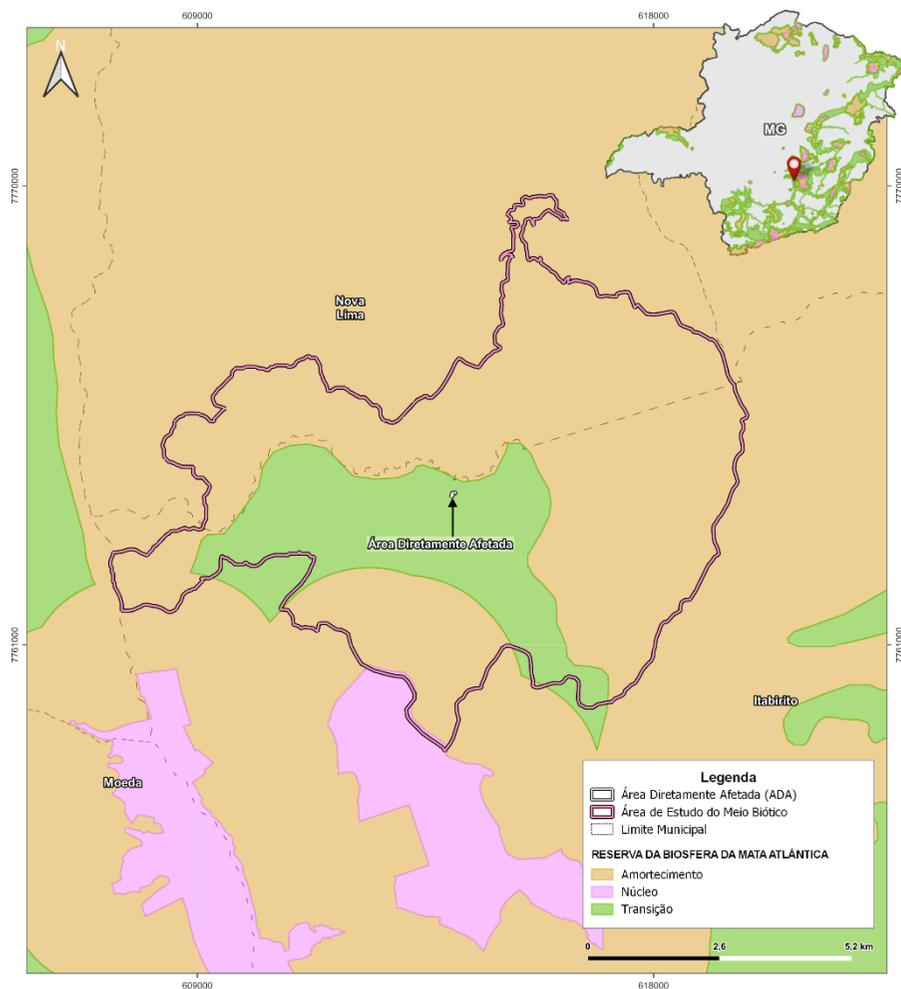 609000
618000
N
MG
7770000
7770000
Nova
Lima
Área Diretamente Afetada
7761000
7761000
Itabirito
Moeda
Legenda
Área Diretamente Afetada (ADA)
Área de Estudo do Meio Biótico
Limite Municipal
RESERVA DA BIOSFERA DA MATA ATLÂNTICA
Amortecimento
Núcleo
Transição
0 2,6 5,2 km
609000
618000